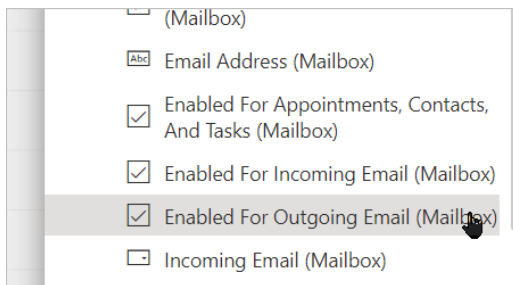 (Mailbox)
Abc
Email Address (Mailbox)
Enabled For Appointments, Contacts,
And Tasks (Mailbox)
Enabled For Incoming Email (Mailbox)
Enabled For Outgoing Email (Mailbox)
Incoming Email (Mailbox)